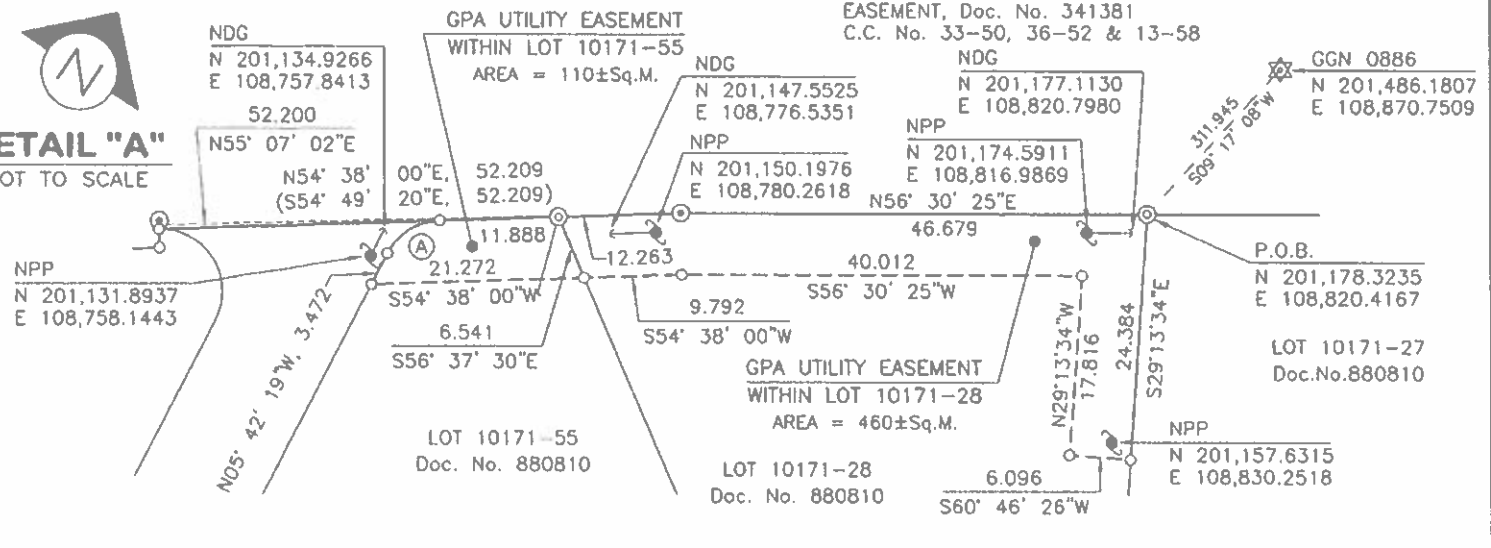 GPA UTILITY EASEMENT
WITHIN LOT 10171-55
AREA = 110±Sq.M.
EASEMENT, Doc. No. 341381
C.C. No. 33-50, 36-52 & 13-58
N
ETAIL "A"
OT TO SCALE
NDG
N 201,134.9266
E 108,757.8413
52.200
N55° 07' 02"E
N54° 38' 00"E, 52.209
(S54° 49' 20"E, 52.209)
NDG
N 201,147.5525
E 108,776.5351
NPP
N 201,150.1976
E 108,780.2618
NDG
N 201,177.1130
E 108,820.7980
NPP
N 201,174.5911
E 108,816.9869
GGN 0886
N 201,486.1807
E 108,870.7509
311.945
S09° 17' 08"W
N56° 30' 25"E
46.679
A
11.888
12.263
21.272
S54° 38' 00"W
40.012
S56° 30' 25"W
9.792
S54° 38' 00"W
6.541
S56° 37' 30"E
NPP
N 201,131.8937
E 108,758.1443
N05° 42' 19"W, 3.472
P.O.B.
N 201,178.3235
E 108,820.4167
N29°13'34"W
17.816
24.384
S29°13'34"E
LOT 10171-27
Doc.No.880810
GPA UTILITY EASEMENT
WITHIN LOT 10171-28
AREA = 460±Sq.M.
LOT 10171-55
Doc. No. 880810
LOT 10171-28
Doc. No. 880810
NPP
N 201,157.6315
E 108,830.2518
6.096
S60° 46' 26"W